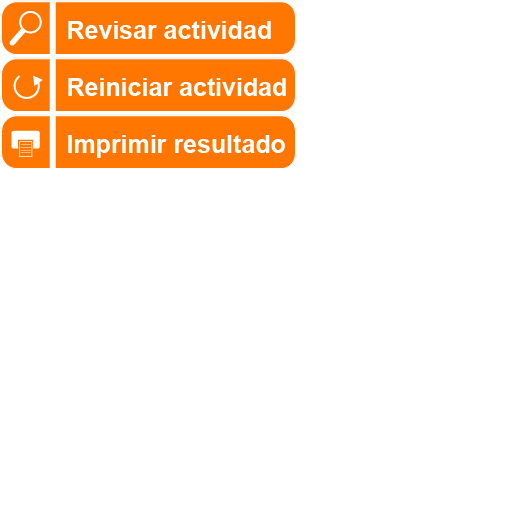 Revisar actividad
Reiniciar actividad
Imprimir resultado